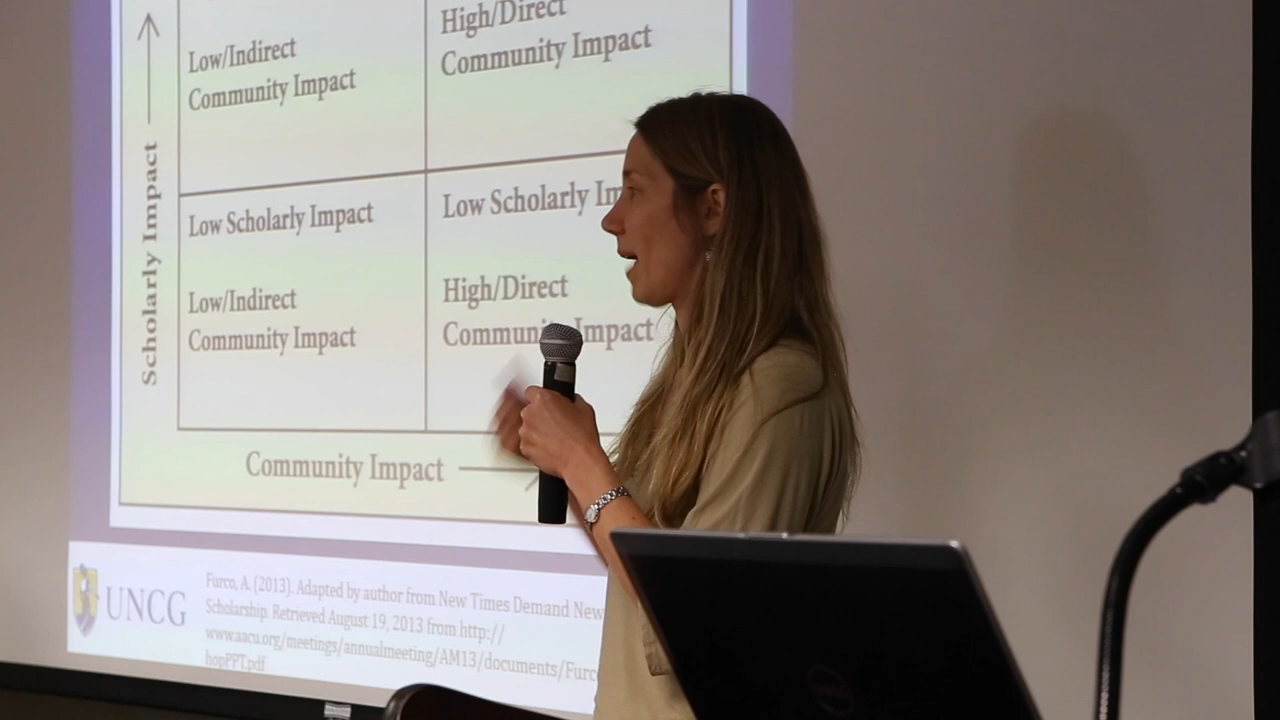 Low/Indirect
Community Impact
High/Direct
Community Impact
Scholarly Impact
Low Scholarly Impact
Low/Indirect
Community Impact
Low Scholarly
High/Direct
Community Impact
Community Impact
UNCG
Furco, A. (2013). Adapted by author from New Times Demand New
Scholarship. Retrieved August 19, 2013 from http://
www.aacu.org/meetings/annualmeeting/AM13/documents/Furc
hopPPT.pdf
DELL